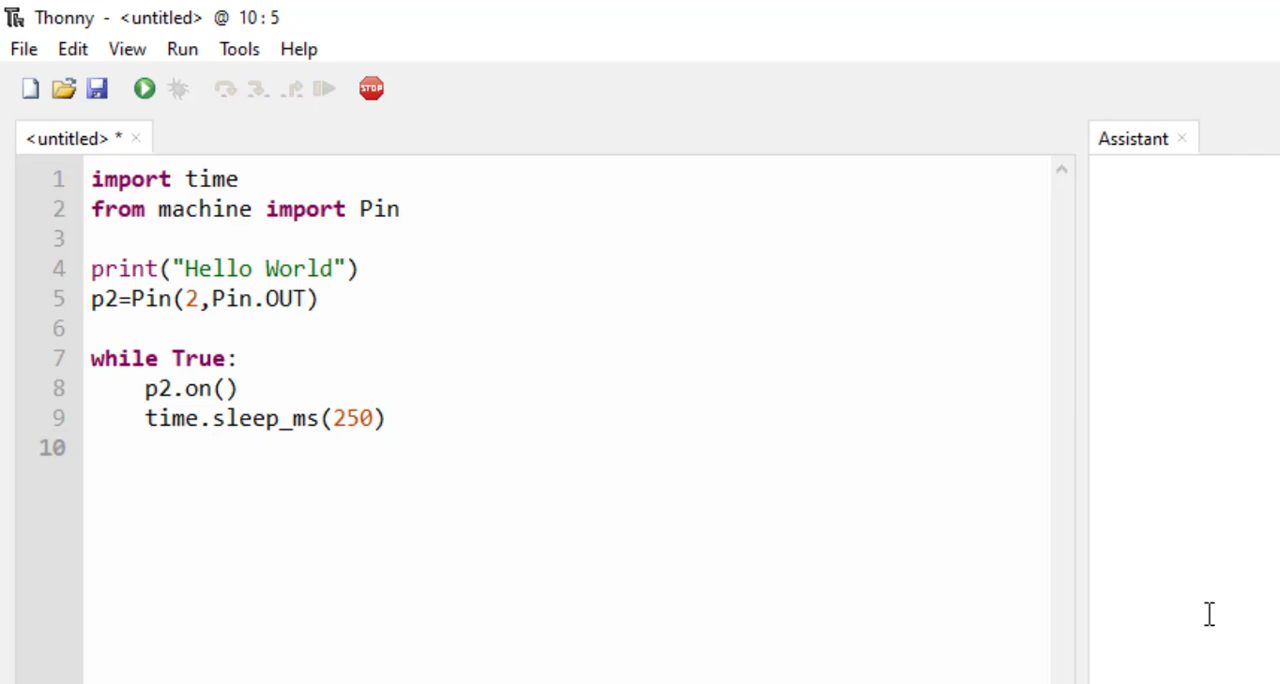 Thonny - <untitled> @ 10:5
File Edit View Run Tools Help
STOP
<untitled> * ×
Assistant ×
1 import time
2 from machine import Pin
3
4 print("Hello World")
5 p2=Pin(2,Pin.OUT)
6
7 while True:
8     p2.on()
9     time.sleep_ms(250)
10